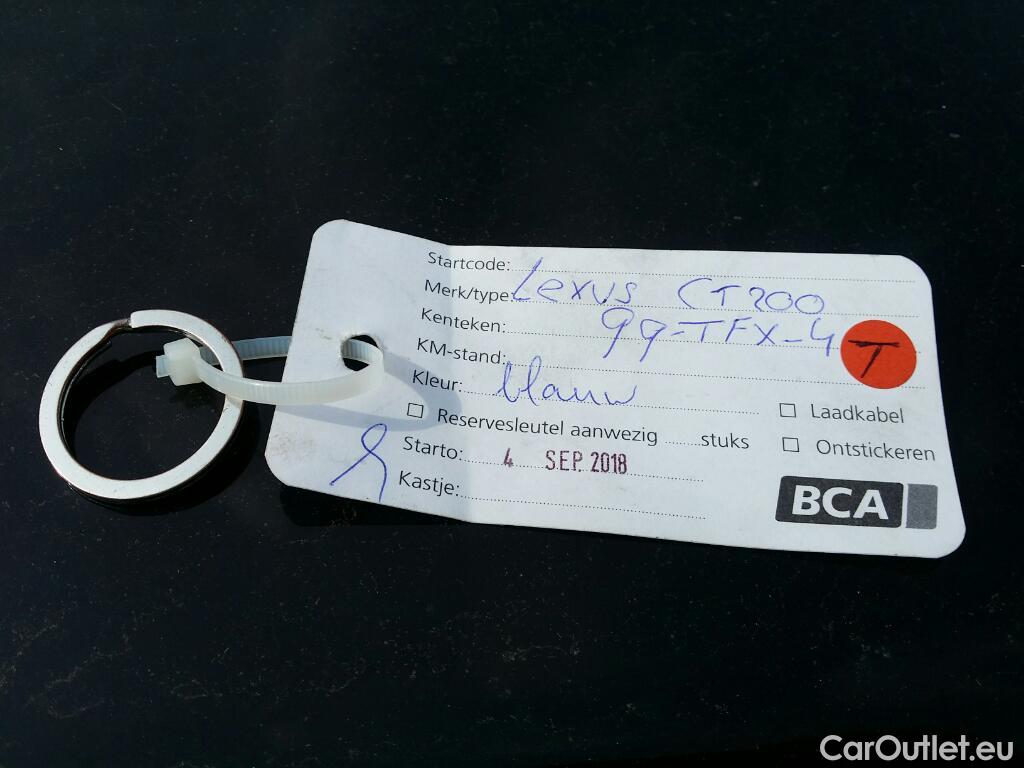 Startcode:
Merk/type: Lexus CT200
Kenteken: 99-TFX-4 T
KM-stand:
Kleur: blauw
Laadkabel
Reservesleutel aanwezig ......stuks
Ontstickeren
Starto: 4 SEP. 2018
Kastje:
BCA
CarOutlet.eu